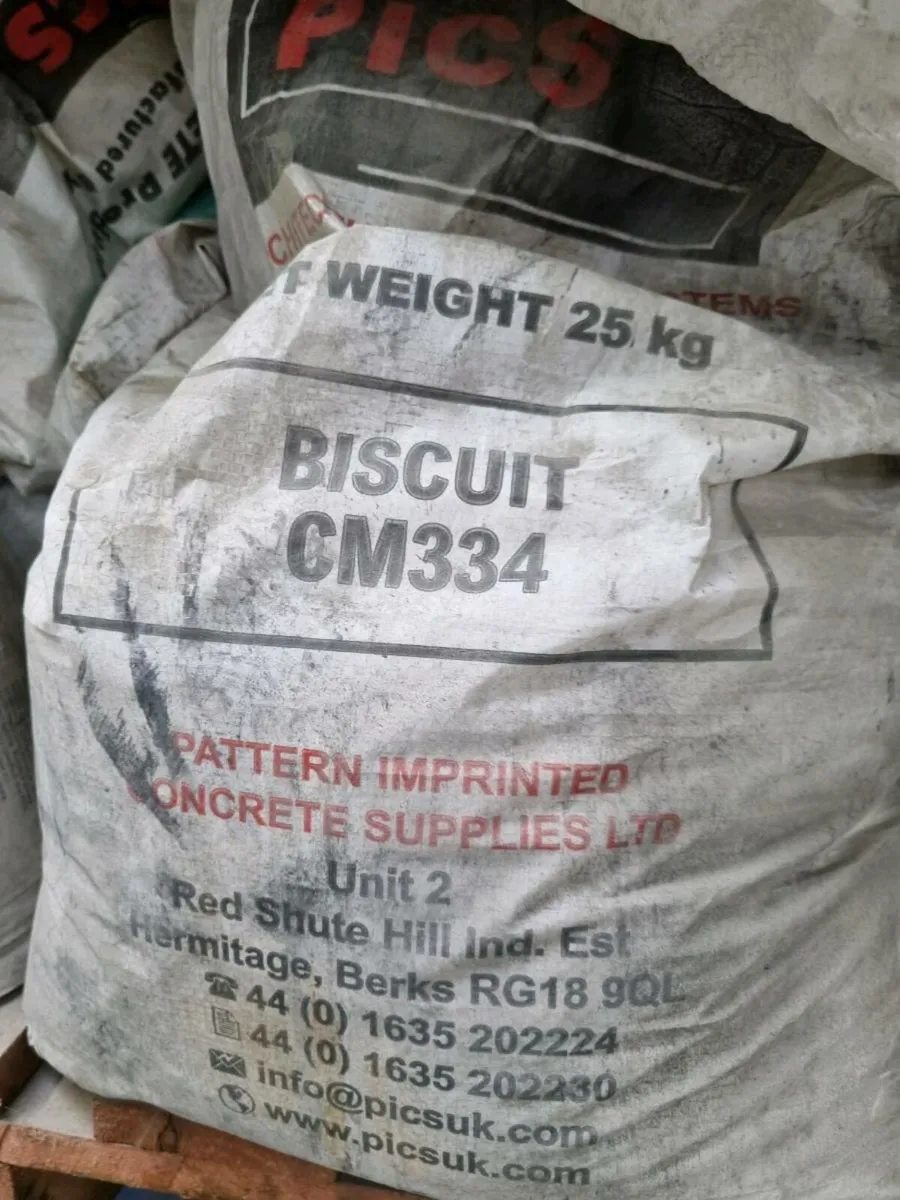 PICS
NET WEIGHT 25 kg
BISCUIT
CM334
PATTERN IMPRINTED
CONCRETE SUPPLIES LTD
Unit 2
Red Shute Hill Ind. Est
Hermitage, Berks RG18 9QL
44 (0) 1635 202224
44 (0) 1635 202230
info@picsuk.com
www.picsuk.com